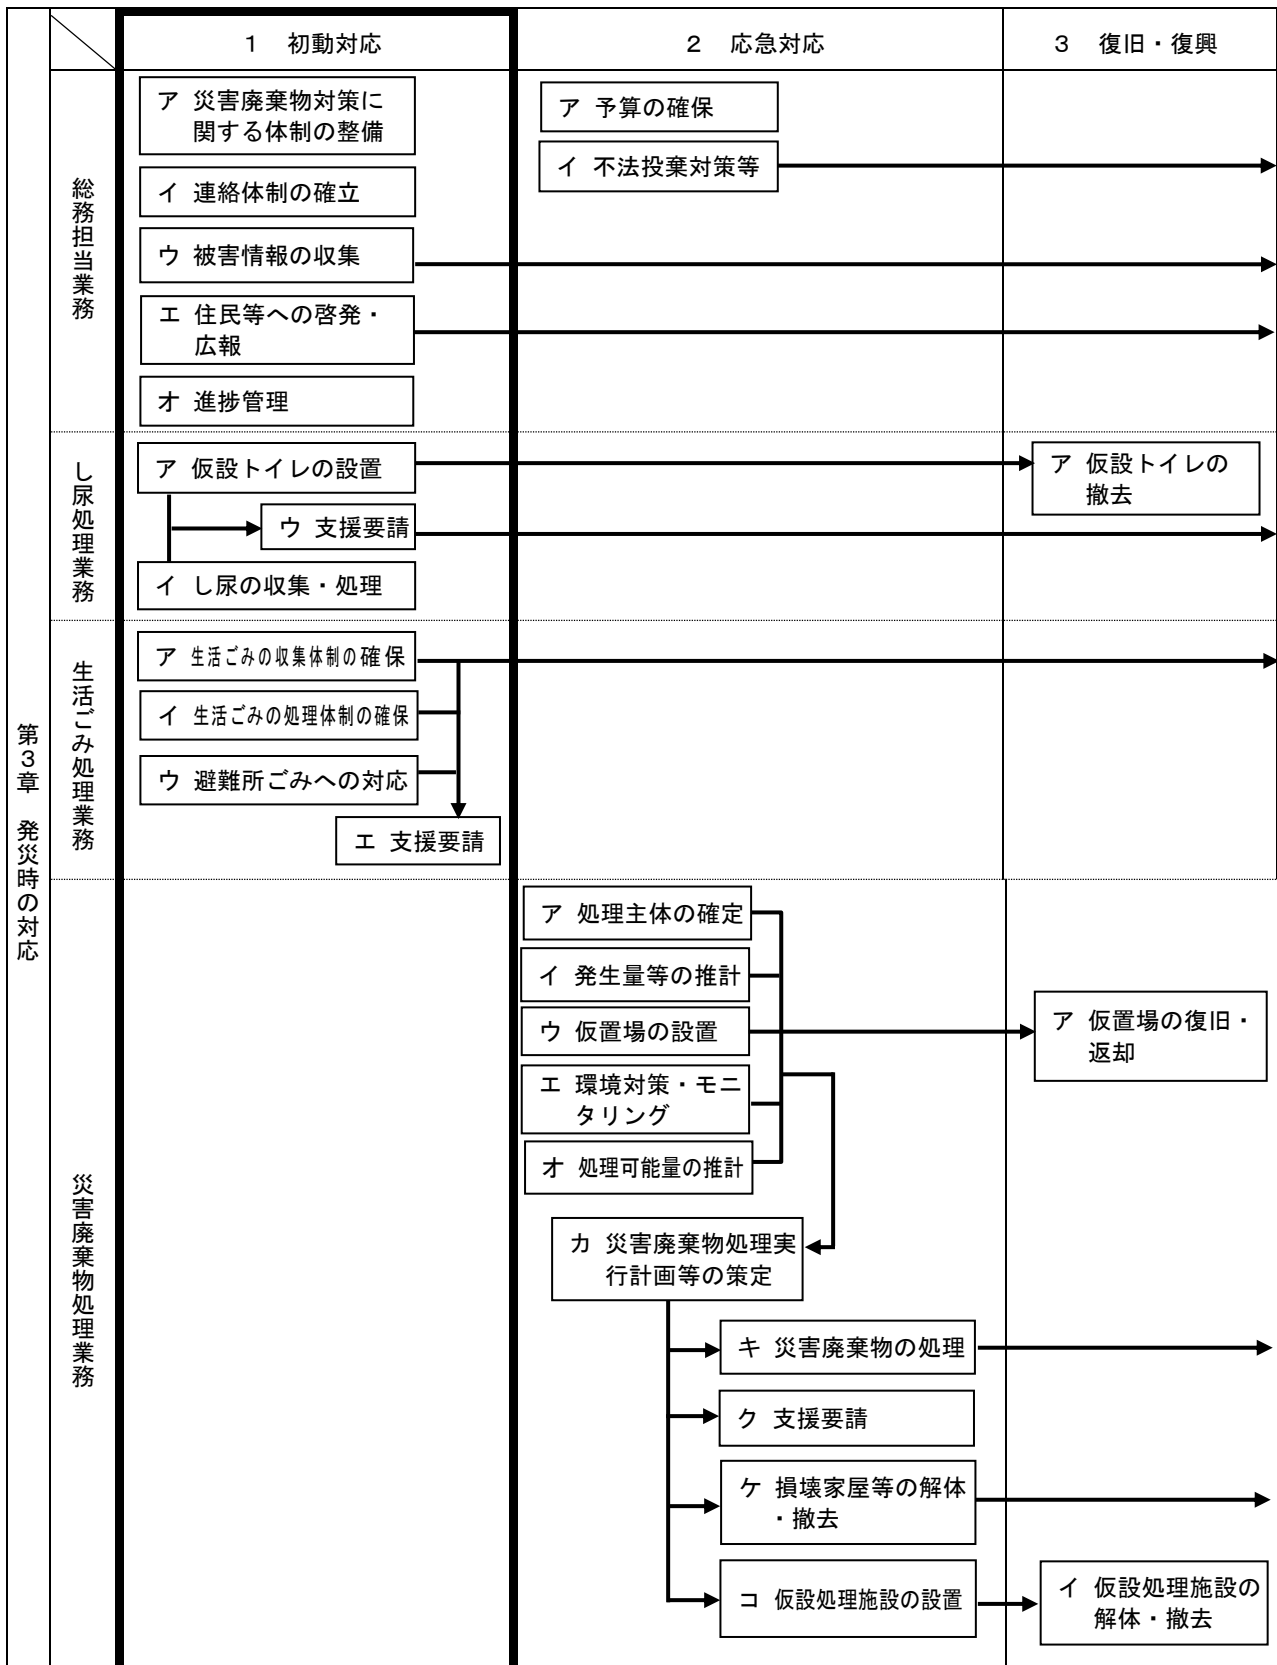 1 初動対応
2 応急対応
3 復旧・復興
第3章 発災時の対応
総務担当業務
ア 災害廃棄物対策に
関する体制の整備
イ 連絡体制の確立
ウ 被害情報の収集
エ 住民等への啓発・
広報
オ 進捗管理
ア 予算の確保
イ 不法投棄対策等
し尿処理業務
ア 仮設トイレの設置
ウ 支援要請
イ し尿の収集・処理
ア 仮設トイレの
撤去
生活ごみ処理業務
ア 生活ごみの収集体制の確保
イ 生活ごみの処理体制の確保
ウ 避難所ごみへの対応
エ 支援要請
災害廃棄物処理業務
ア 処理主体の確定
イ 発生量等の推計
ウ 仮置場の設置
エ 環境対策・モニ
タリング
オ 処理可能量の推計
カ 災害廃棄物処理実
行計画等の策定
キ 災害廃棄物の処理
ク 支援要請
ケ 損壊家屋等の解体
・撤去
コ 仮設処理施設の設置
ア 仮置場の復旧・
返却
イ 仮設処理施設の
解体・撤去